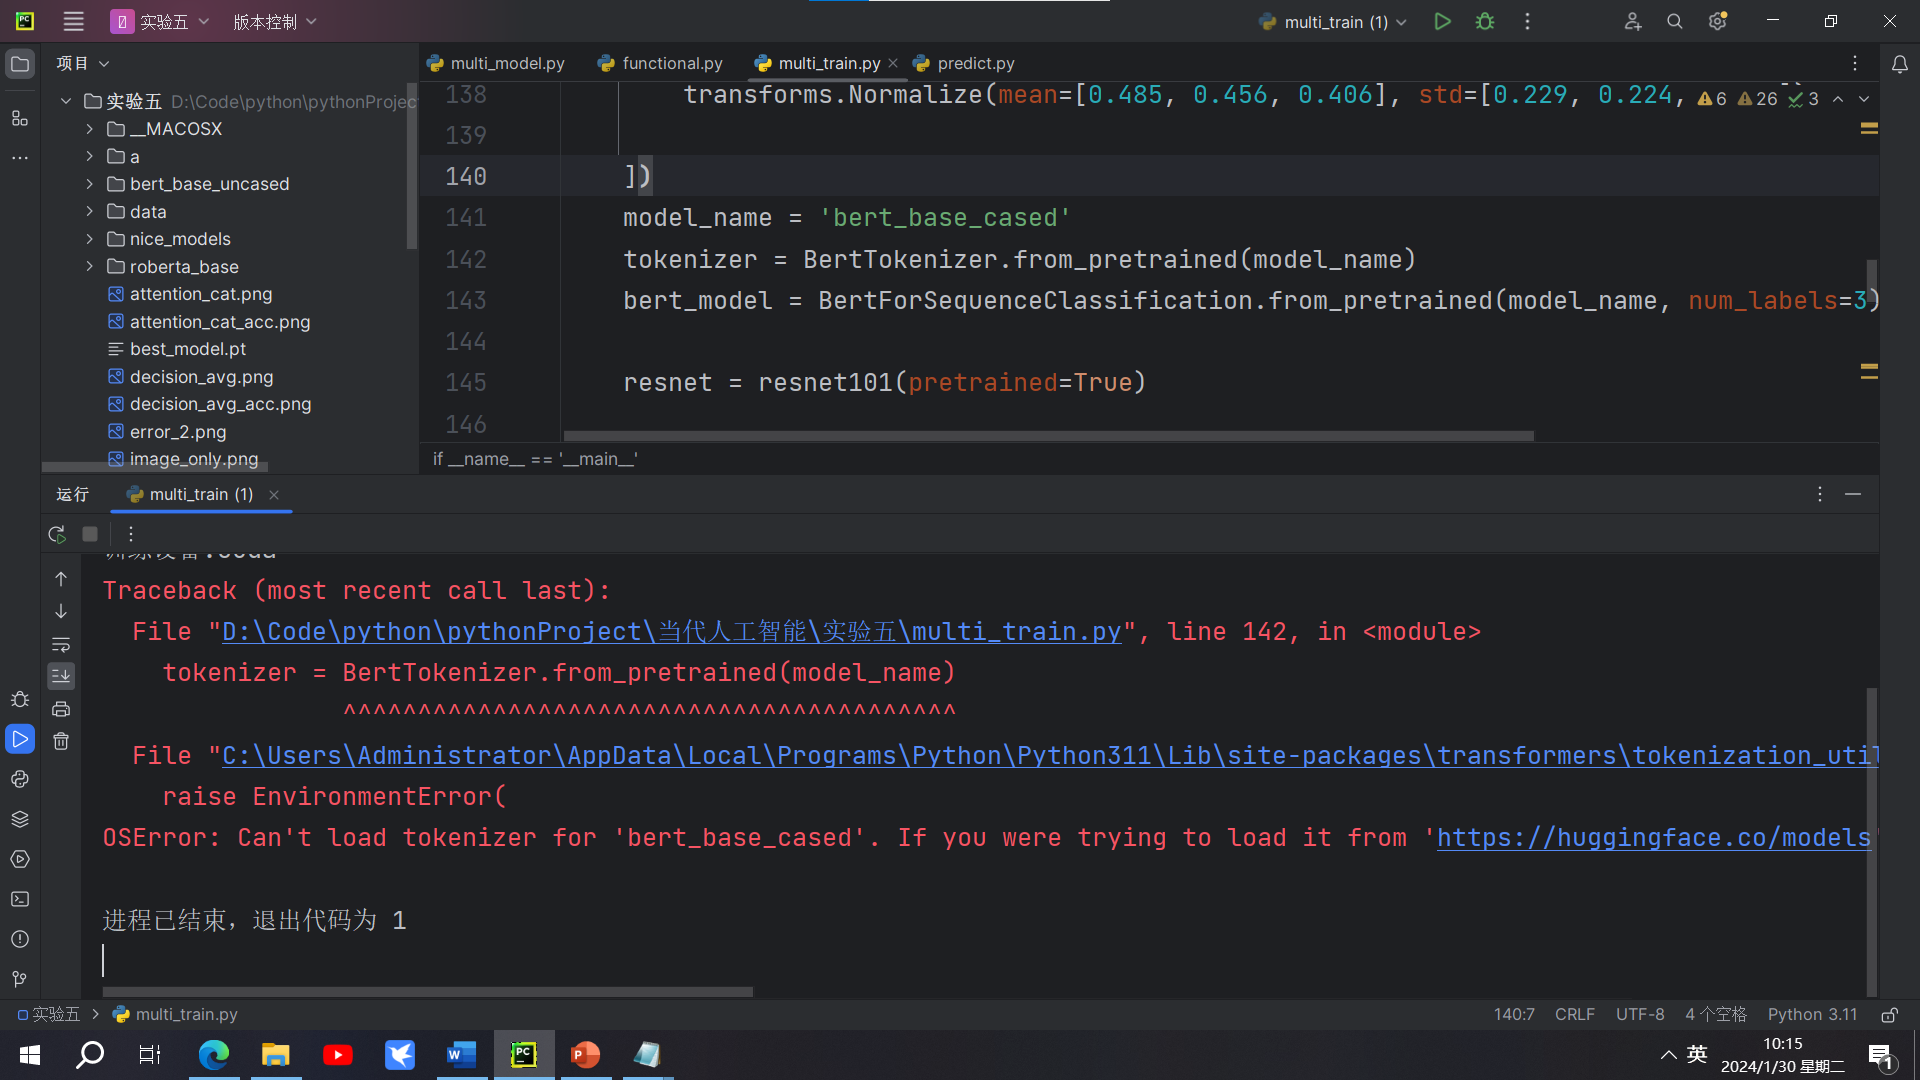 实验五
版本控制
multi_train (1)
项目
multi_model.py
functional.py
multi_train.py
predict.py
实验五 D:\Code\python\pythonProjec
__MACOSX
a
bert_base_uncased
data
nice_models
roberta_base
attention_cat.png
attention_cat_acc.png
best_model.pt
decision_avg.png
decision_avg_acc.png
error_2.png
image_only.png
138 transforms.Normalize(mean=[0.485, 0.456, 0.406], std=[0.229, 0.224,
6 26 3
139
140 ])
141 model_name = 'bert_base_cased'
142 tokenizer = BertTokenizer.from_pretrained(model_name)
143 bert_model = BertForSequenceClassification.from_pretrained(model_name, num_labels=3)
144
145 resnet = resnet101(pretrained=True)
146
if __name__ == '__main__'
运行
multi_train (1)
Traceback (most recent call last):
File "D:\Code\python\pythonProject\当代人工智能\实验五\multi_train.py", line 142, in <module>
tokenizer = BertTokenizer.from_pretrained(model_name)
^^^^^^^^^^^^^^^^^^^^^^^^^^^^^^^^^^^^^^^^^
File "C:\Users\Administrator\AppData\Local\Programs\Python\Python311\Lib\site-packages\transformers\tokenization_util
raise EnvironmentError(
OSError: Can't load tokenizer for 'bert_base_cased'. If you were trying to load it from 'https://huggingface.co/models'
进程已结束，退出代码为 1
实验五 multi_train.py
140:7 CRLF UTF-8 4 个空格 Python 3.11
英
10:15
2024/1/30 星期二
1